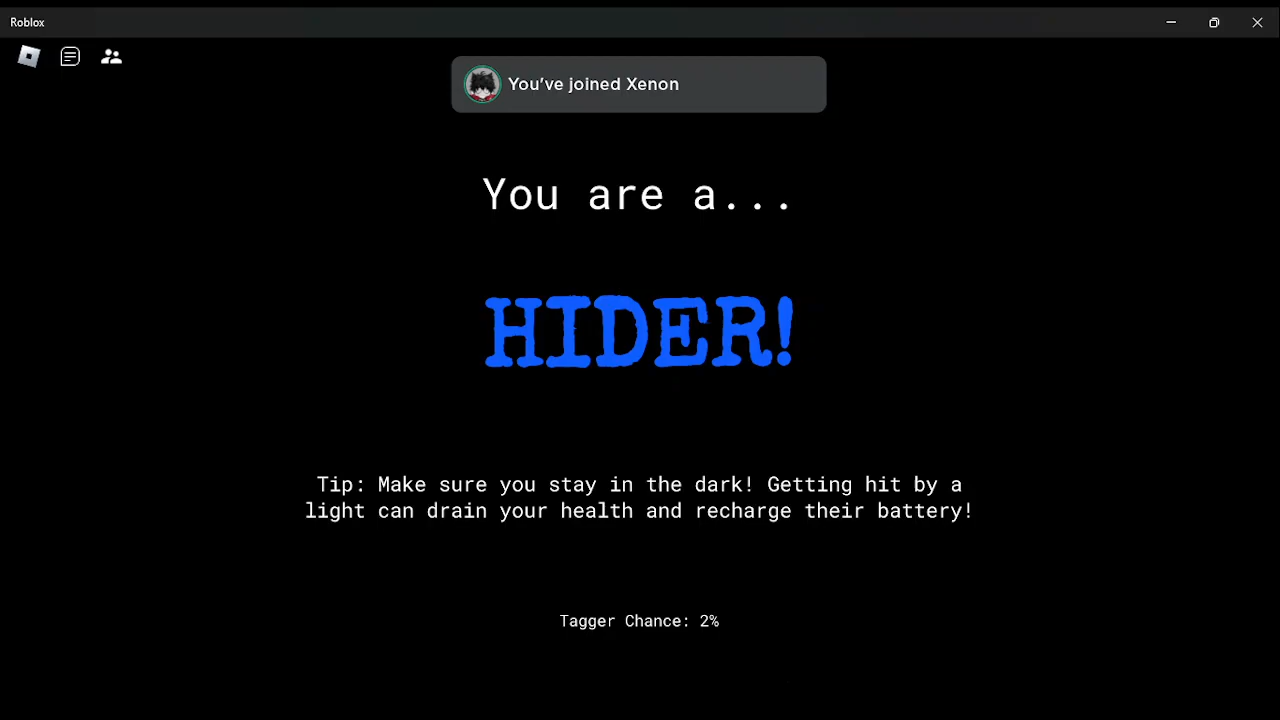 Roblox
You've joined Xenon
You are a...
HIDER!
Tip: Make sure you stay in the dark! Getting hit by a
light can drain your health and recharge their battery!
Tagger Chance: 2%